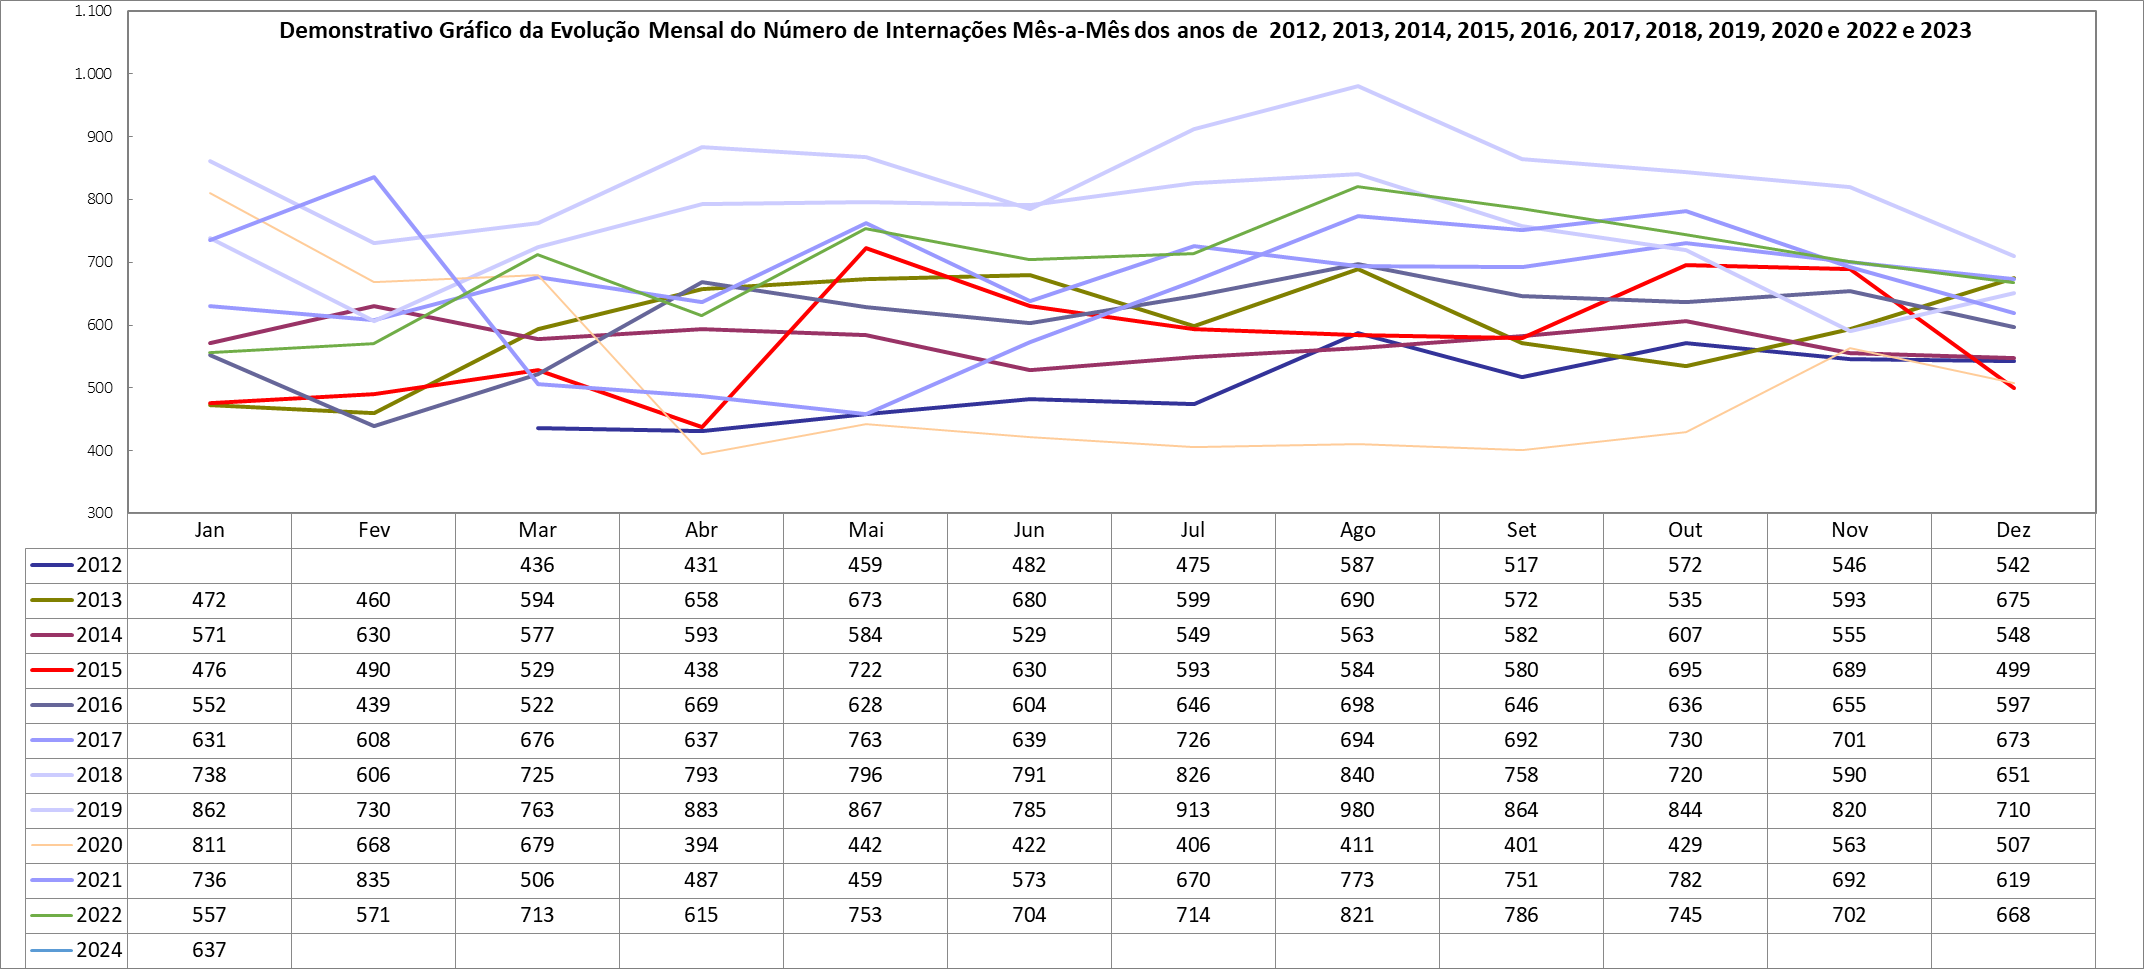 Demonstrativo Gráfico da Evolução Mensal do Número de Internações Mês-a-Mês dos anos de 2012, 2013, 2014, 2015, 2016, 2017, 2018, 2019, 2020 e 2022 e 2023
1.100
1.000
900
800
700
600
500
400
300
Jan Fev Mar Abr Mai Jun Jul Ago Set Out Nov Dez
2012 436 431 459 482 475 587 517 572 546 542
2013 472 460 594 658 673 680 599 690 572 535 593 675
2014 571 630 577 593 584 529 549 563 582 607 555 548
2015 476 490 529 438 722 630 593 584 580 695 689 499
2016 552 439 522 669 628 604 646 698 646 636 655 597
2017 631 608 676 637 763 639 726 694 692 730 701 673
2018 738 606 725 793 796 791 826 840 758 720 590 651
2019 862 730 763 883 867 785 913 980 864 844 820 710
2020 811 668 679 394 442 422 406 411 401 429 563 507
2021 736 835 506 487 459 573 670 773 751 782 692 619
2022 557 571 713 615 753 704 714 821 786 745 702 668
2024 637